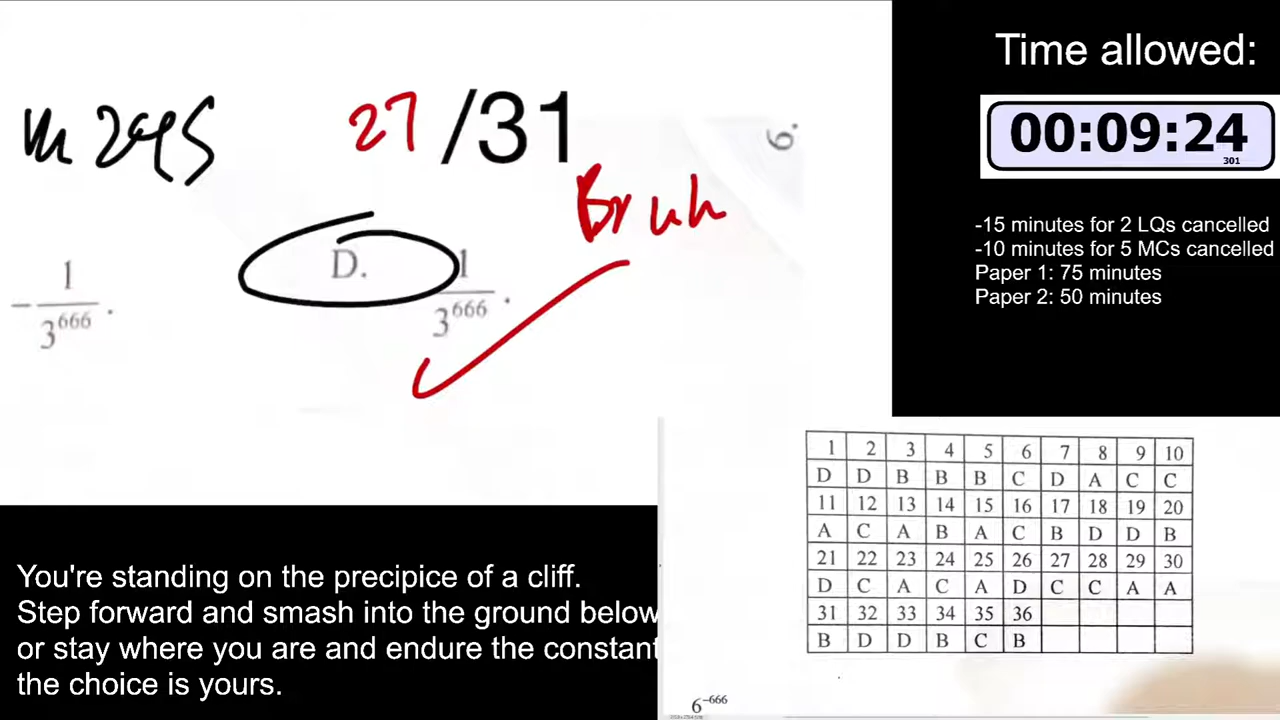 27 /31
6.
Bruh
- 1/3^666 .
D. 1/3^666 .
Time allowed:
00:09:24
301
-15 minutes for 2 LQs cancelled
-10 minutes for 5 MCs cancelled
Paper 1: 75 minutes
Paper 2: 50 minutes
You're standing on the precipice of a cliff.
Step forward and smash into the ground below
or stay where you are and endure the constant
the choice is yours.
1 2 3 4 5 6 7 8 9 10
D D B B B C D A C C
11 12 13 14 15 16 17 18 19 20
A C A B A C B D D B
21 22 23 24 25 26 27 28 29 30
D C A C A D C C A A
31 32 33 34 35 36
B D D B C B
6^-666